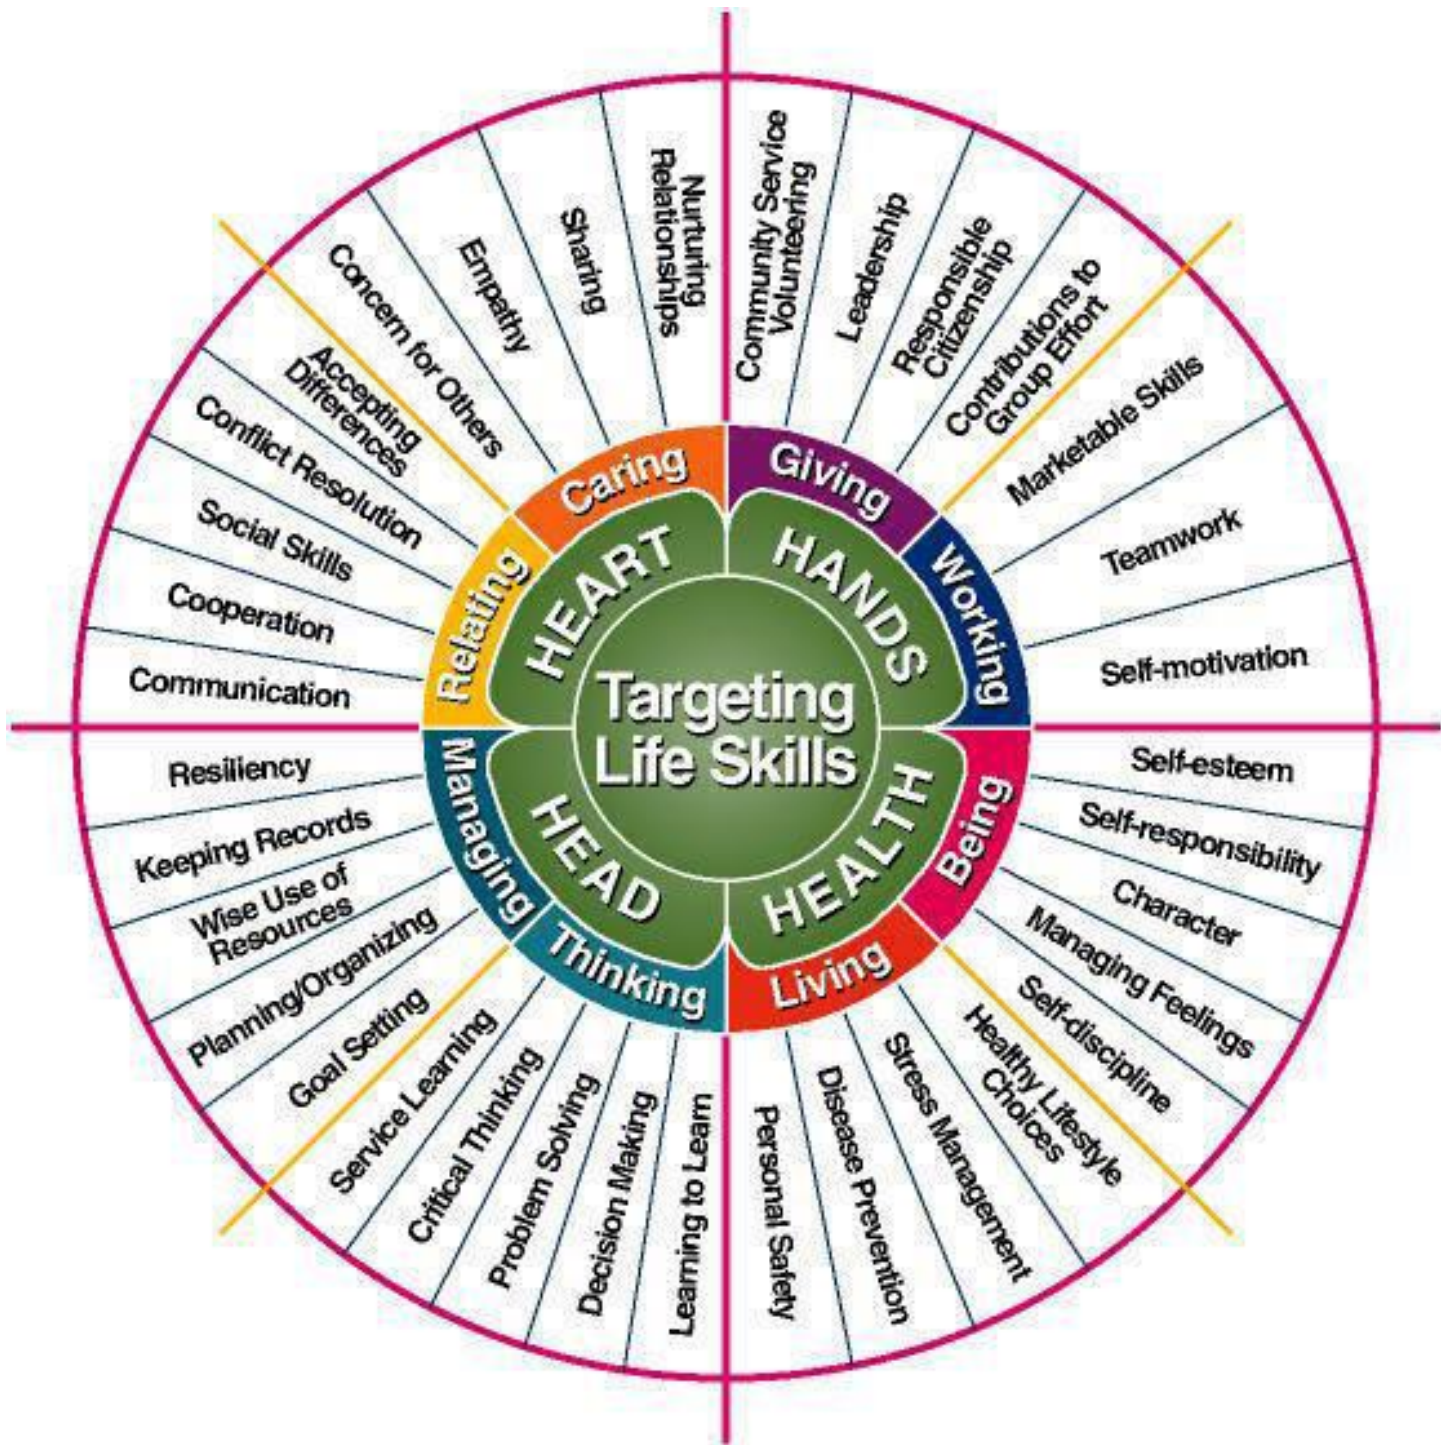 Targeting
Life Skills
HEART
HANDS
HEALTH
HEAD
Caring
Giving
Working
Being
Living
Thinking
Managing
Relating
Community Service
Volunteering
Leadership
Responsible
Citizenship
Contributions to
Group Effort
Marketable Skills
Teamwork
Self-motivation
Self-esteem
Self-responsibility
Character
Managing Feelings
Self-discipline
Healthy Lifestyle
Choices
Stress Management
Disease Prevention
Personal Safety
Learning to Learn
Decision Making
Problem Solving
Critical Thinking
Service Learning
Goal Setting
Planning/Organizing
Wise Use of
Resources
Keeping Records
Resiliency
Communication
Cooperation
Social Skills
Conflict Resolution
Accepting
Differences
Concern for Others
Empathy
Sharing
Nurturing
Relationships